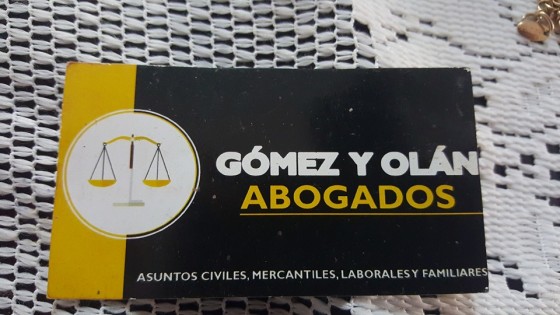 GÓMEZ Y OLÁN
ABOGADOS
ASUNTOS CIVILES, MERCANTILES, LABORALES Y FAMILIARES